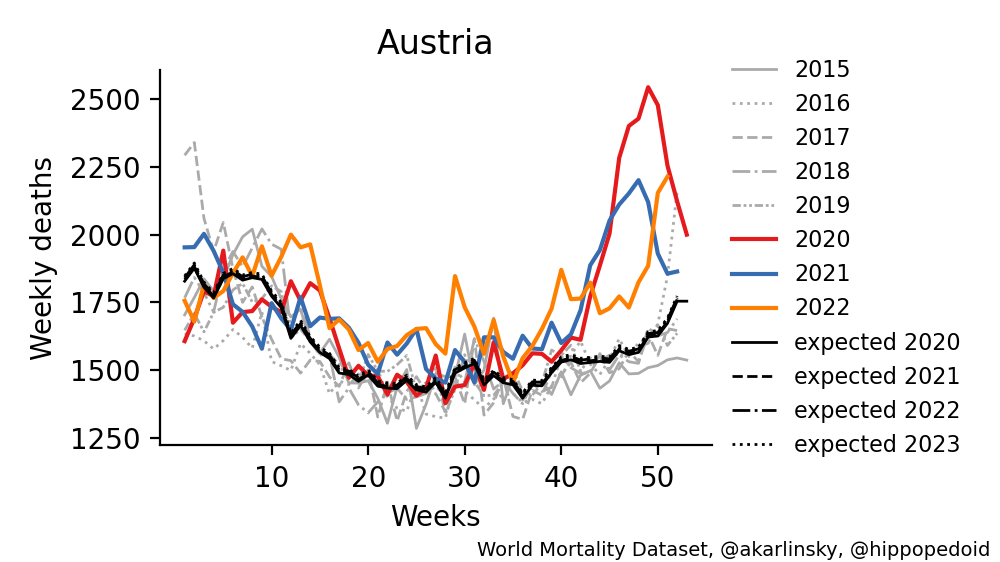 Austria
Weekly deaths
2500
2250
2000
1750
1500
1250
10
20
30
40
50
Weeks
2015
2016
2017
2018
2019
2020
2021
2022
expected 2020
expected 2021
expected 2022
expected 2023
World Mortality Dataset, @akarlinsky, @hippopedoid